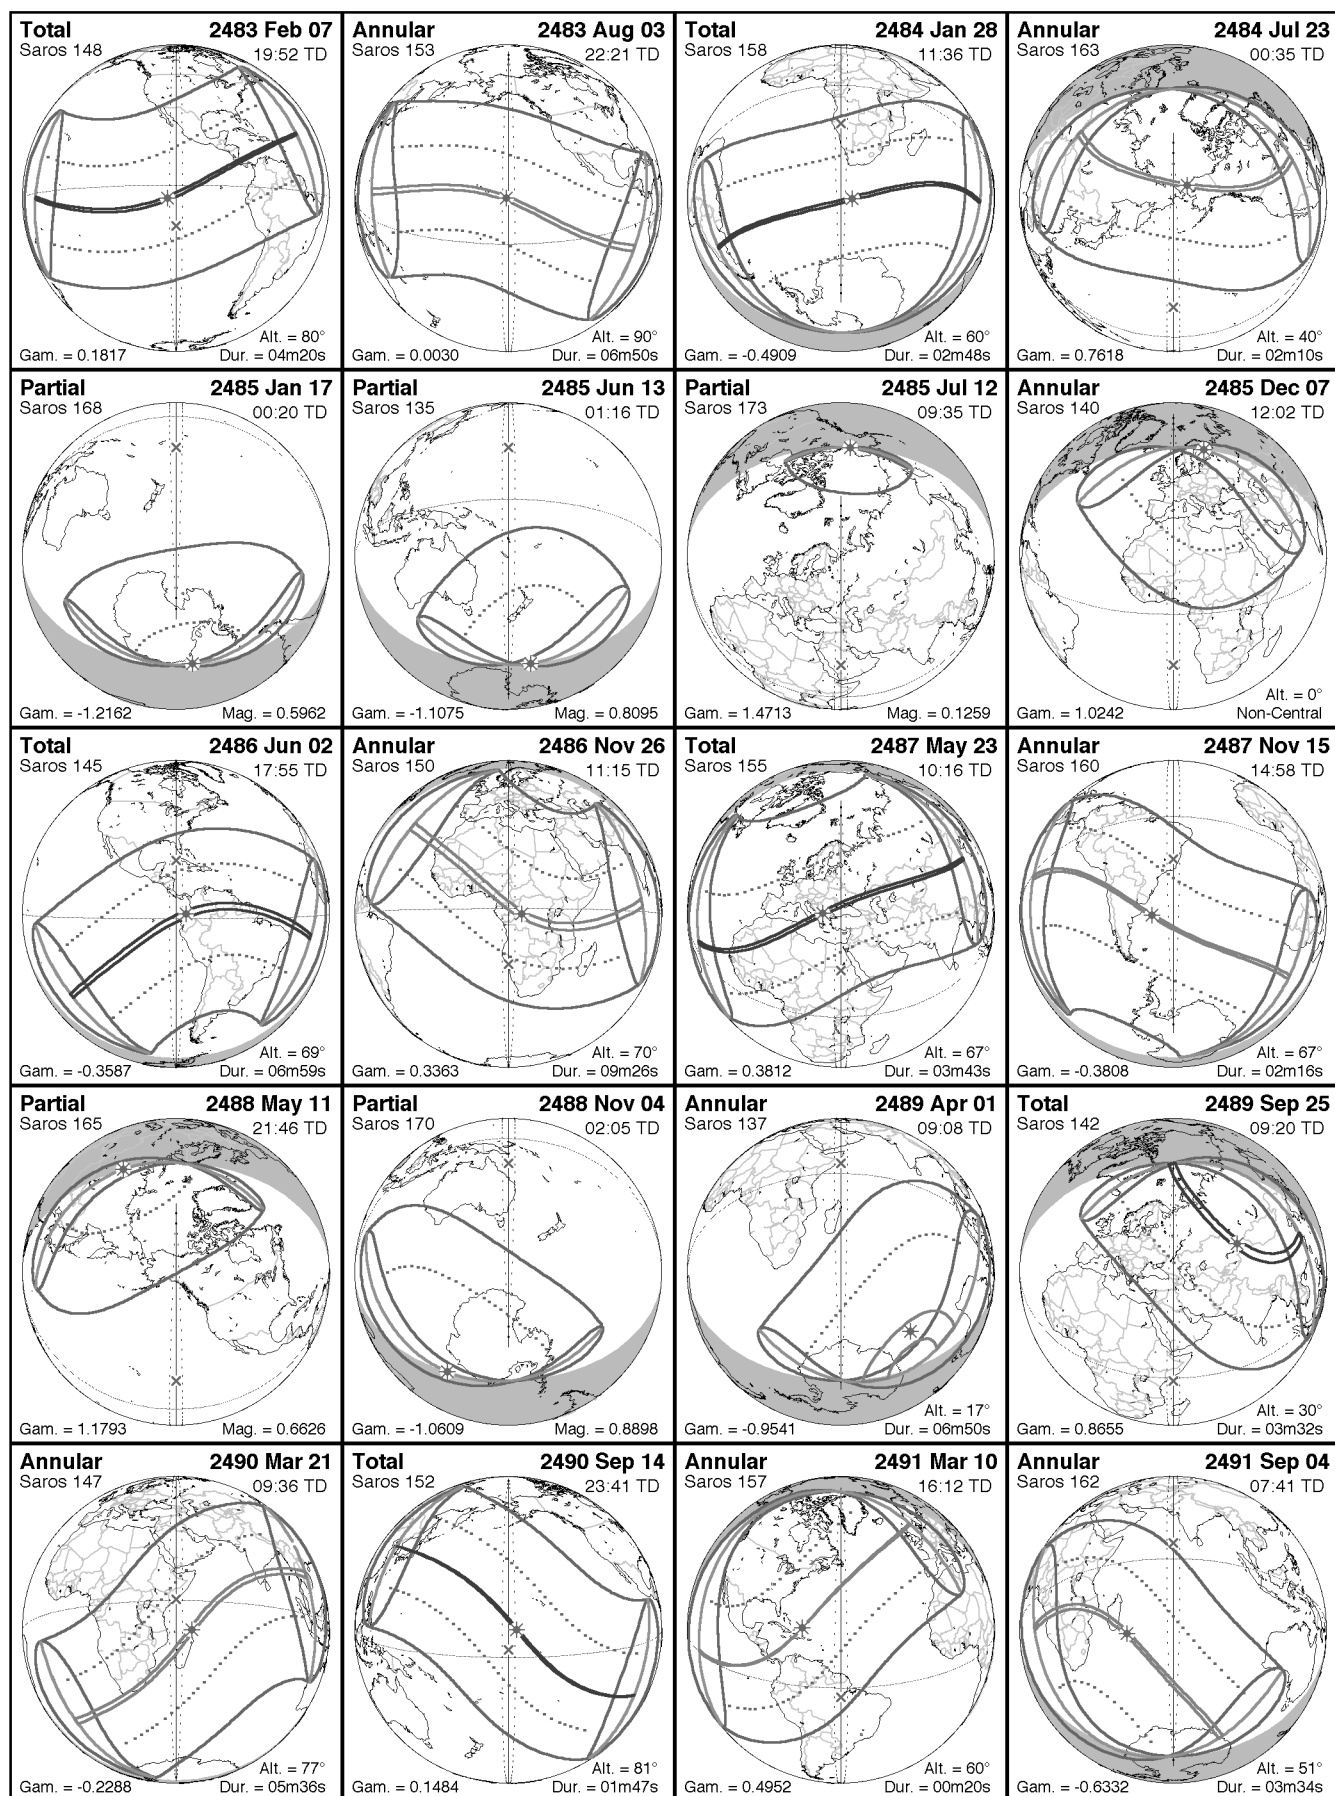 Total 2483 Feb 07
Saros 148 19:52 TD
Alt. = 80°
Gam. = 0.1817 Dur. = 04m20s
Annular 2483 Aug 03
Saros 153 22:21 TD
Alt. = 90°
Gam. = 0.0030 Dur. = 06m50s
Total 2484 Jan 28
Saros 158 11:36 TD
Alt. = 60°
Gam. = -0.4909 Dur. = 02m48s
Annular 2484 Jul 23
Saros 163 00:35 TD
Alt. = 40°
Gam. = 0.7618 Dur. = 02m10s
Partial 2485 Jan 17
Saros 168 00:20 TD
Gam. = -1.2162 Mag. = 0.5962
Partial 2485 Jun 13
Saros 135 01:16 TD
Gam. = -1.1075 Mag. = 0.8095
Partial 2485 Jul 12
Saros 173 09:35 TD
Gam. = 1.4713 Mag. = 0.1259
Annular 2485 Dec 07
Saros 140 12:02 TD
Alt. = 0°
Gam. = 1.0242 Non-Central
Total 2486 Jun 02
Saros 145 17:55 TD
Alt. = 69°
Gam. = -0.3587 Dur. = 06m59s
Annular 2486 Nov 26
Saros 150 11:15 TD
Alt. = 70°
Gam. = 0.3363 Dur. = 09m26s
Total 2487 May 23
Saros 155 10:16 TD
Alt. = 67°
Gam. = 0.3812 Dur. = 03m43s
Annular 2487 Nov 15
Saros 160 14:58 TD
Alt. = 67°
Gam. = -0.3808 Dur. = 02m16s
Partial 2488 May 11
Saros 165 21:46 TD
Gam. = 1.1793 Mag. = 0.6626
Partial 2488 Nov 04
Saros 170 02:05 TD
Gam. = -1.0609 Mag. = 0.8898
Annular 2489 Apr 01
Saros 137 09:08 TD
Alt. = 17°
Gam. = -0.9541 Dur. = 06m50s
Total 2489 Sep 25
Saros 142 09:20 TD
Alt. = 30°
Gam. = 0.8655 Dur. = 03m32s
Annular 2490 Mar 21
Saros 147 09:36 TD
Alt. = 77°
Gam. = -0.2288 Dur. = 05m36s
Total 2490 Sep 14
Saros 152 23:41 TD
Alt. = 81°
Gam. = 0.1484 Dur. = 01m47s
Annular 2491 Mar 10
Saros 157 16:12 TD
Alt. = 60°
Gam. = 0.4952 Dur. = 00m20s
Annular 2491 Sep 04
Saros 162 07:41 TD
Alt. = 51°
Gam. = -0.6332 Dur. = 03m34s